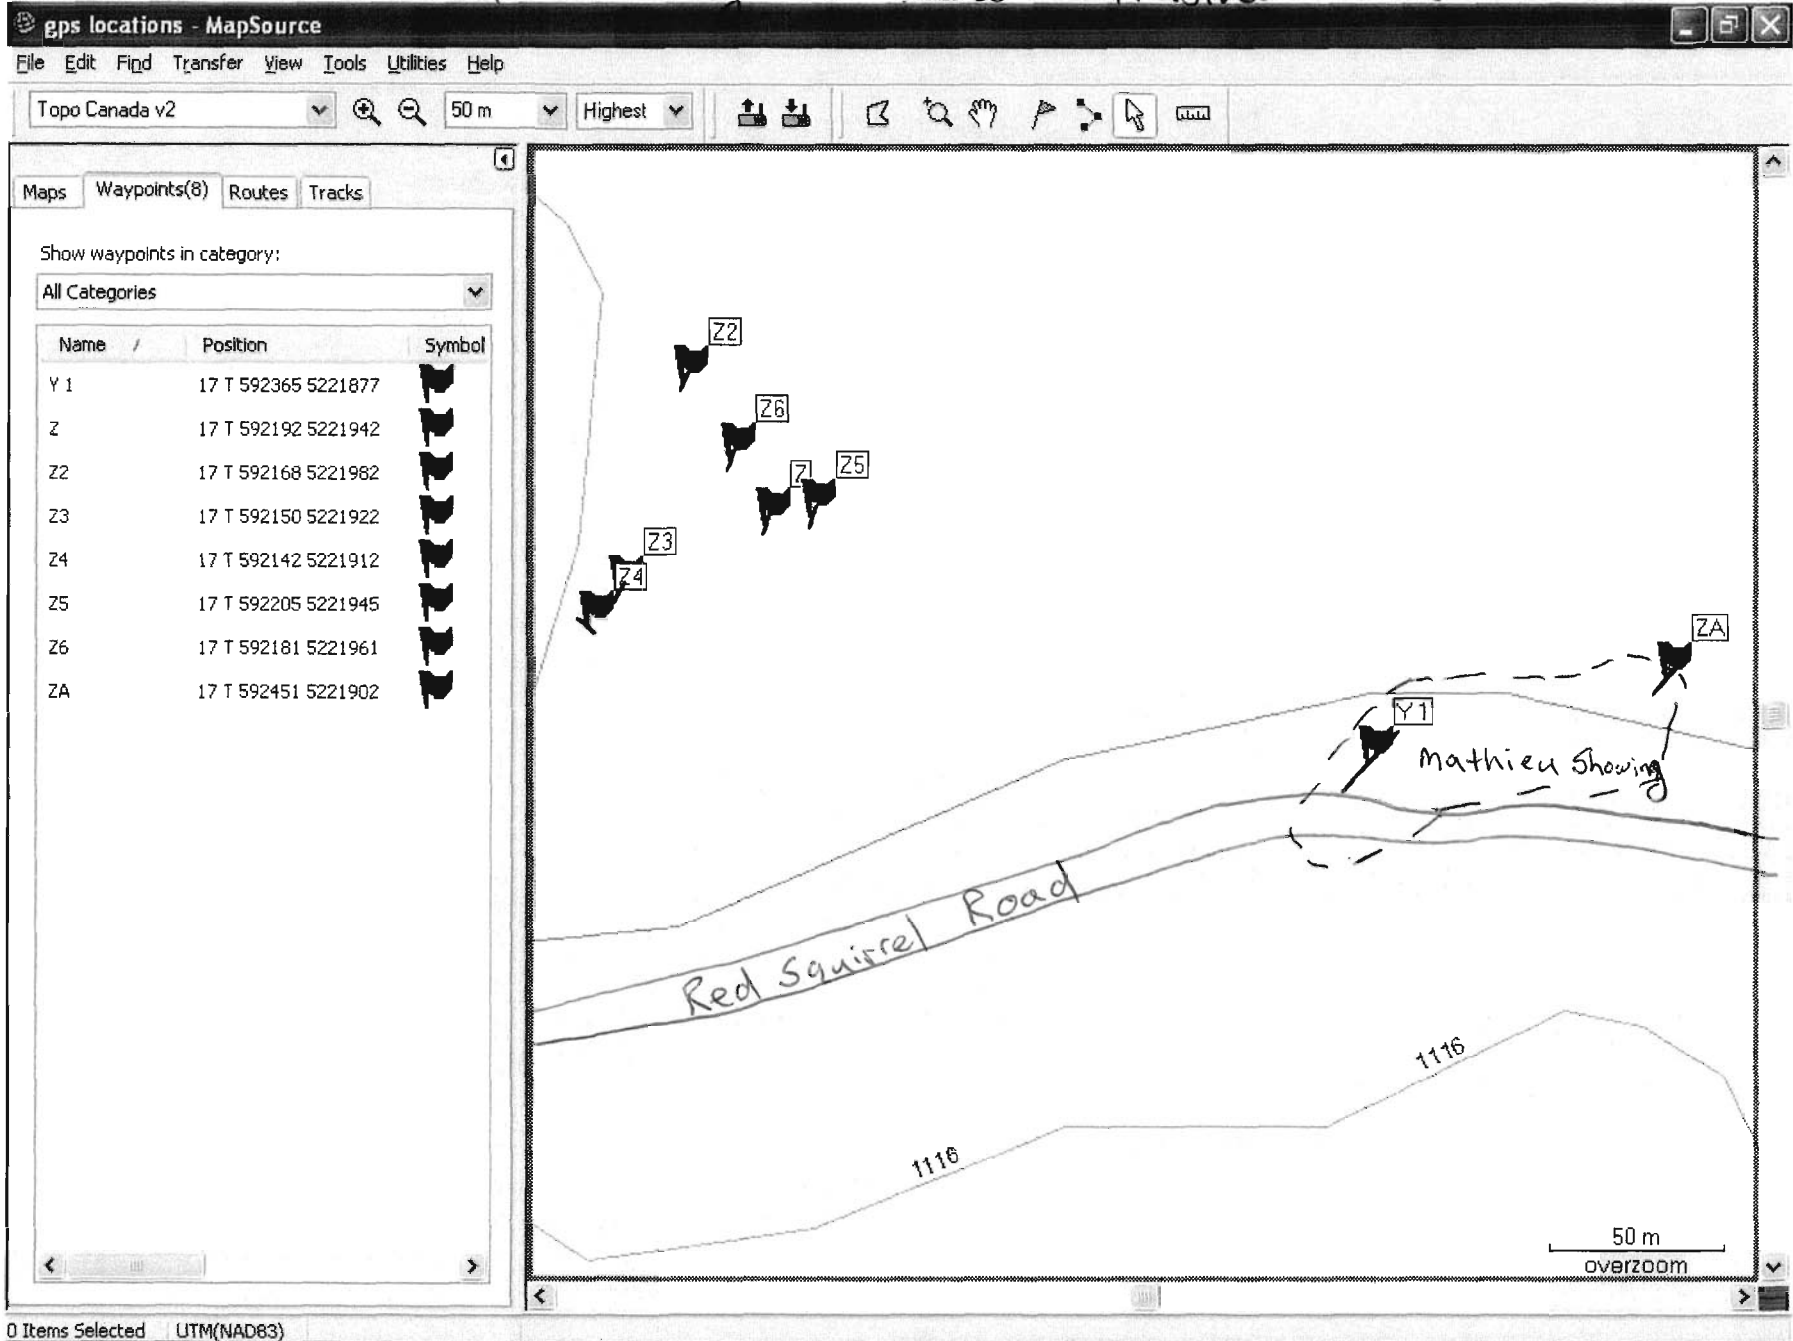 gps locations - MapSource
File Edit Find Transfer View Tools Utilities Help
Topo Canada v2 50 m Highest
Maps Waypoints(8) Routes Tracks
Show waypoints in category:
All Categories
Name / Position Symbol
Y 1 17 T 592365 5221877
Z 17 T 592192 5221942
Z2 17 T 592168 5221982
Z3 17 T 592150 5221922
Z4 17 T 592142 5221912
Z5 17 T 592205 5221945
Z6 17 T 592181 5221961
ZA 17 T 592451 5221902
Z2
Z6
Z Z5
Z3
Z4
ZA
Y 1
Mathieu Showing
Red Squirrel Road
1116
1116
50 m
overzoom
0 Items Selected UTM(NAD83)